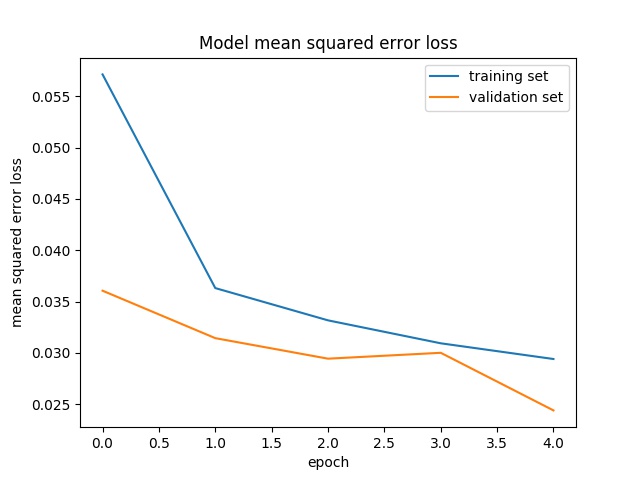 Model mean squared error loss
training set
validation set
mean squared error loss
0.055
0.050
0.045
0.040
0.035
0.030
0.025
0.0 0.5 1.0 1.5 2.0 2.5 3.0 3.5 4.0
epoch